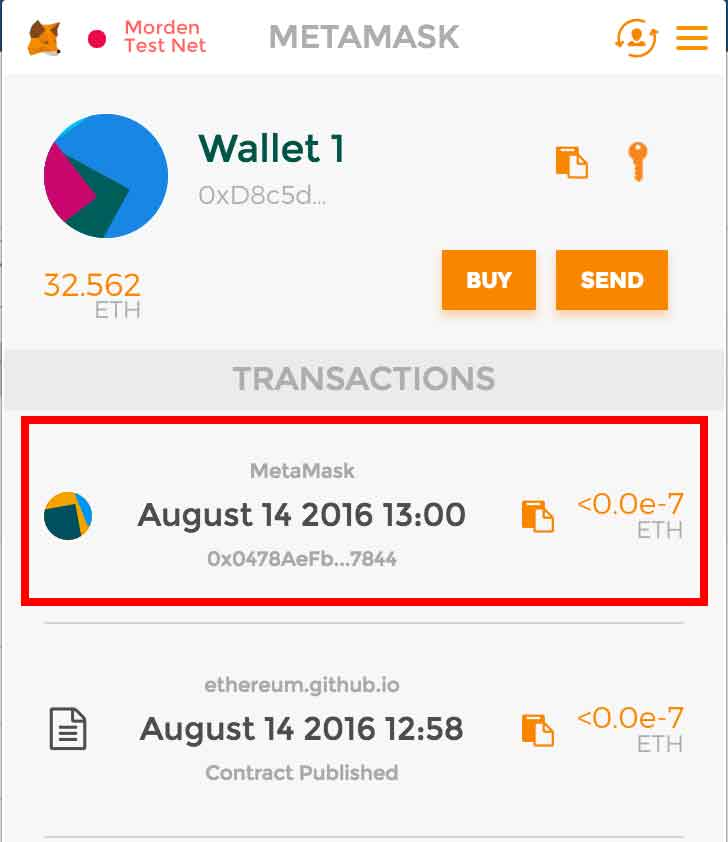 Morden
Test Net
METAMASK
Wallet 1
0xD8c5d...
32.562
ETH
BUY
SEND
TRANSACTIONS
MetaMask
August 14 2016 13:00
0x0478AeFb...7844
<0.0e-7
ETH
ethereum.github.io
August 14 2016 12:58
Contract Published
<0.0e-7
ETH